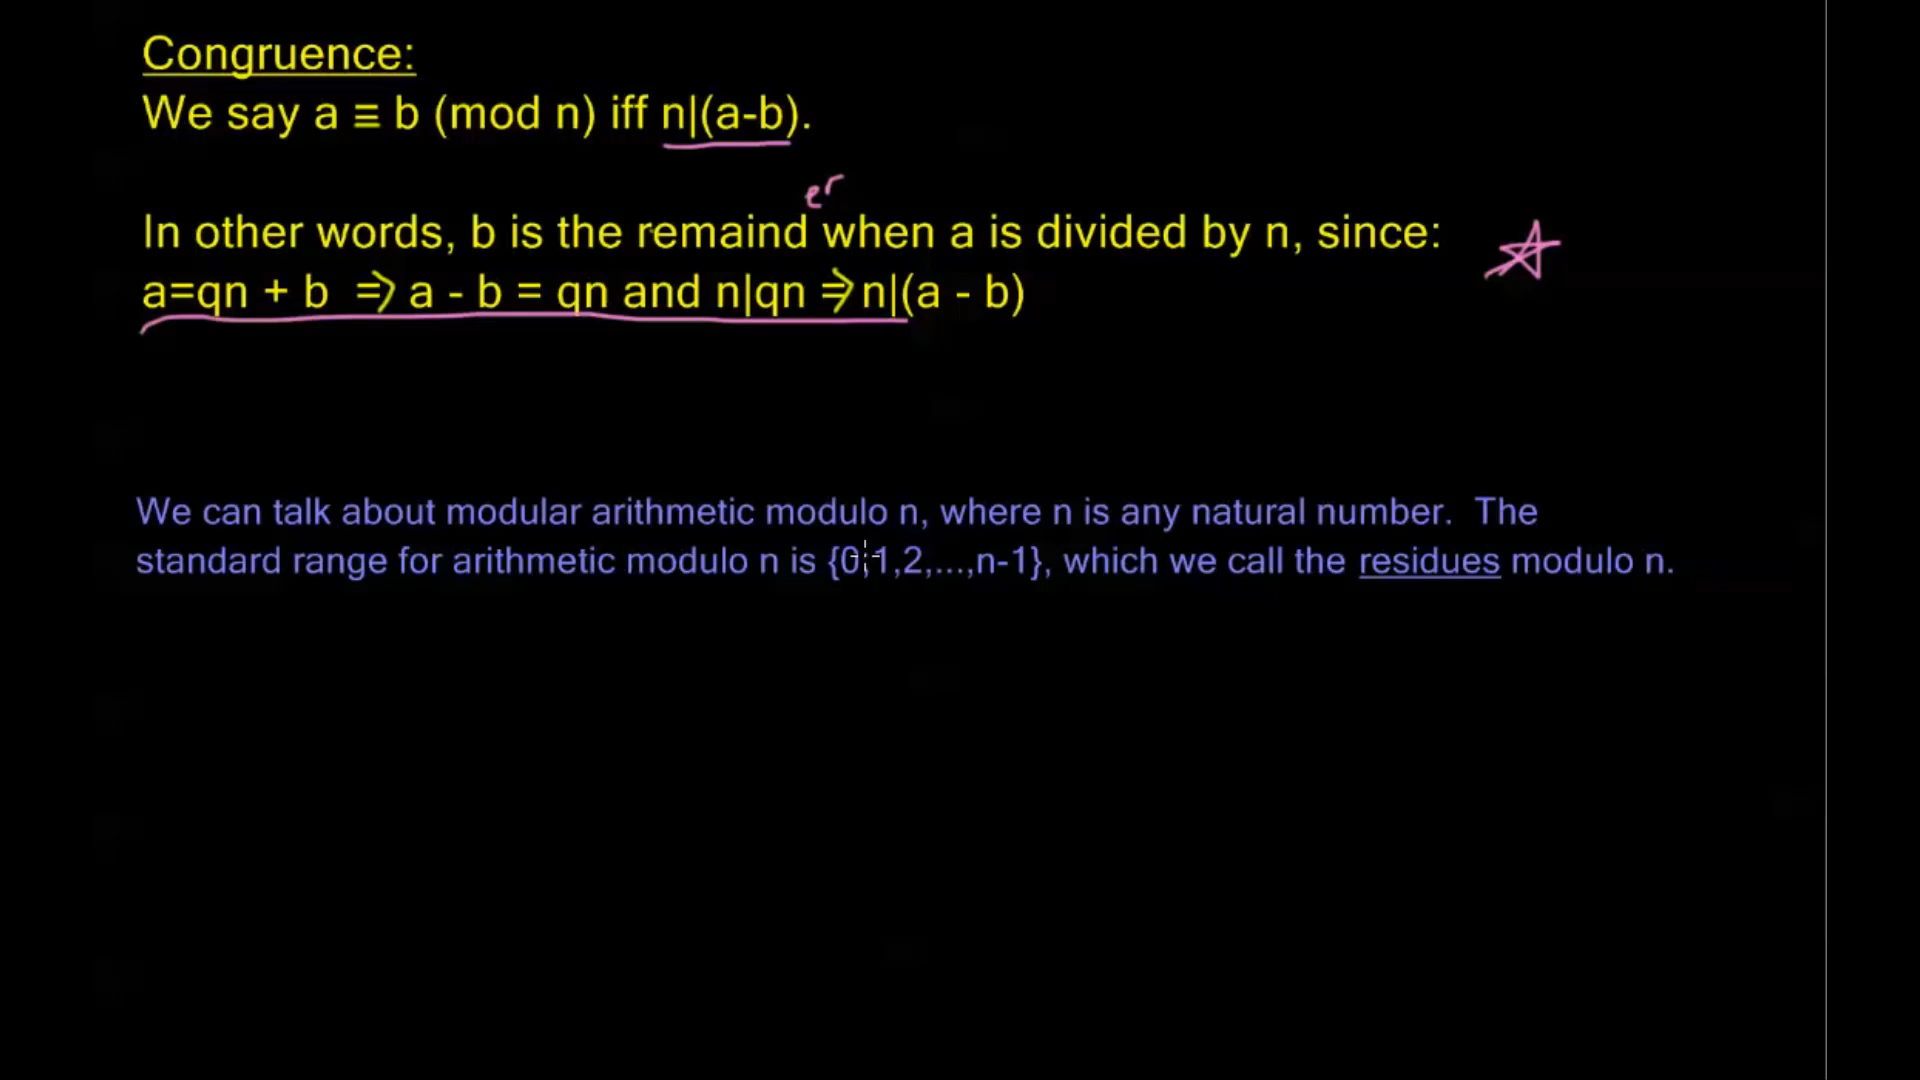 Congruence:
We say a ≡ b (mod n) iff n|(a-b).
er
In other words, b is the remaind when a is divided by n, since:
a=qn + b ⇒ a - b = qn and n|qn ⇒ n|(a - b)
We can talk about modular arithmetic modulo n, where n is any natural number. The
standard range for arithmetic modulo n is {0,1,2,...,n-1}, which we call the residues modulo n.